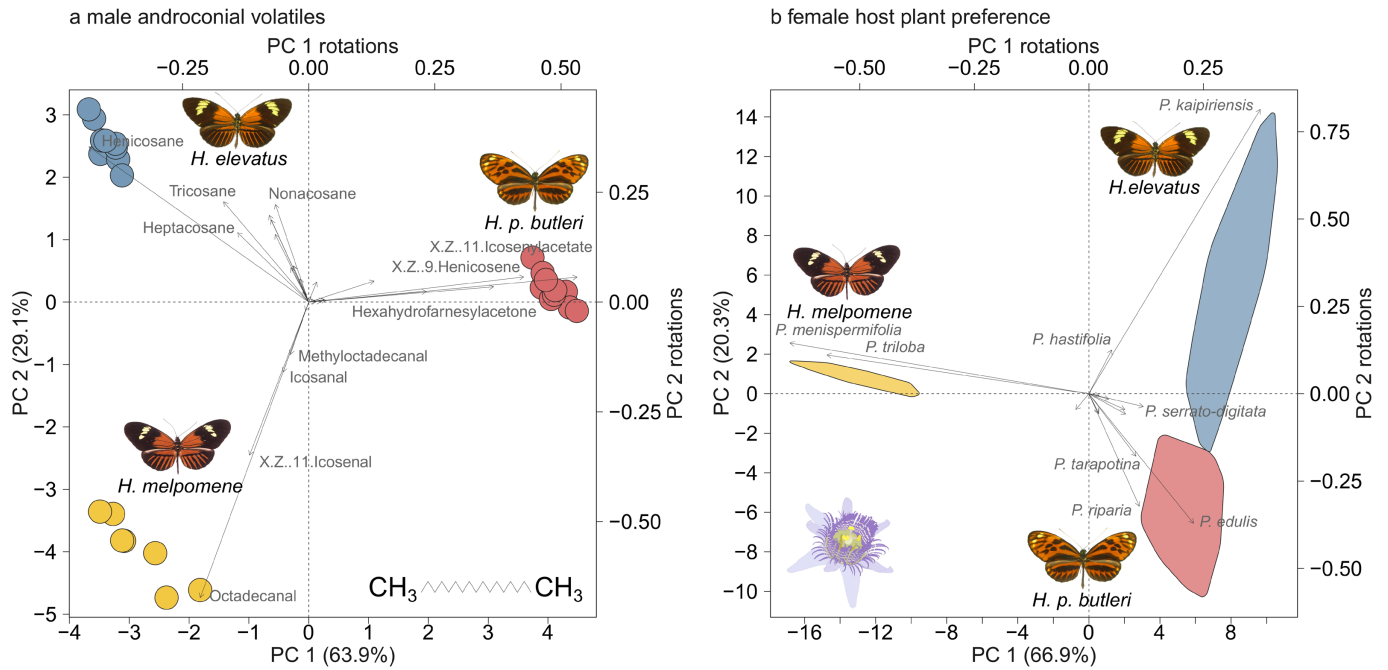 a male androconial volatiles
PC 1 rotations
−0.25
0.00
0.25
0.50
3
2
1
0
−1
−2
−3
−4
−5
PC 2 (29.1%)
Henicosane
H. elevatus
Tricosane
Nonacosane
Heptacosane
H. p. butleri
X.Z..11.Icosenylacetate
X.Z..9.Henicosene
Hexahydrofarnesylacetone
Methyloctadecanal
Icosanal
X.Z..11.Icosenal
H. melpomene
Octadecanal
CH3
CH3
0.25
0.00
−0.25
−0.50
PC 2 rotations
−4
−3
−2
−1
0
1
2
3
4
PC 1 (63.9%)
b female host plant preference
PC 1 rotations
−0.50
−0.25
0.00
0.25
14
12
10
8
6
4
2
0
−2
−4
−6
−8
−10
PC 2 (20.3%)
P. kaipiriensis
H.elevatus
H. melpomene
P. menispermifolia
P. triloba
P. hastifolia
P. serrato-digitata
P. tarapotina
P. riparia
P. edulis
H. p. butleri
0.75
0.50
0.25
0.00
−0.25
−0.50
PC 2 rotations
−16
−12
−8
−4
0
4
8
PC 1 (66.9%)